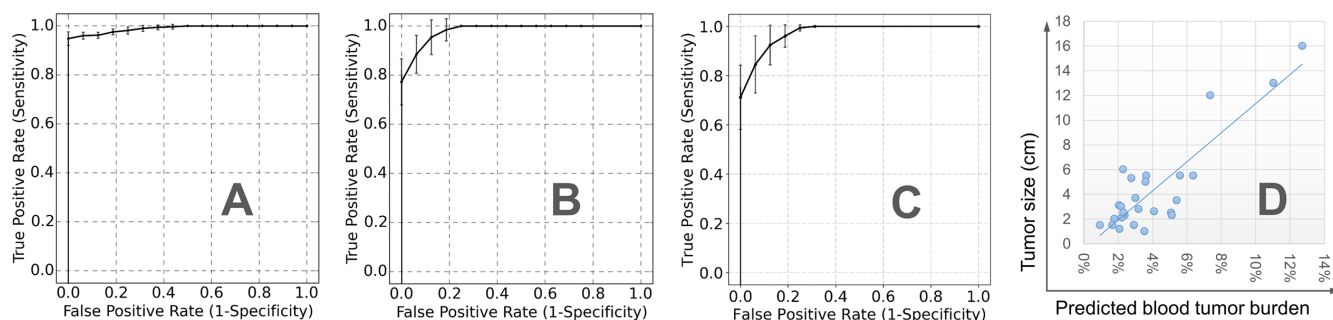 True Positive Rate (Sensitivity)
1.0
0.8
0.6
0.4
0.2
0.0
A
0.0 0.2 0.4 0.6 0.8 1.0
False Positive Rate (1-Specificity)
True Positive Rate (Sensitivity)
1.0
0.8
0.6
0.4
0.2
0.0
B
0.0 0.2 0.4 0.6 0.8 1.0
False Positive Rate (1-Specificity)
True Positive Rate (Sensitivity)
1.0
0.8
0.6
0.4
0.2
0.0
C
0.0 0.2 0.4 0.6 0.8 1.0
False Positive Rate (1-Specificity)
Tumor size (cm)
18
16
14
12
10
8
6
4
2
0
D
0% 2% 4% 6% 8% 10% 12% 14%
Predicted blood tumor burden